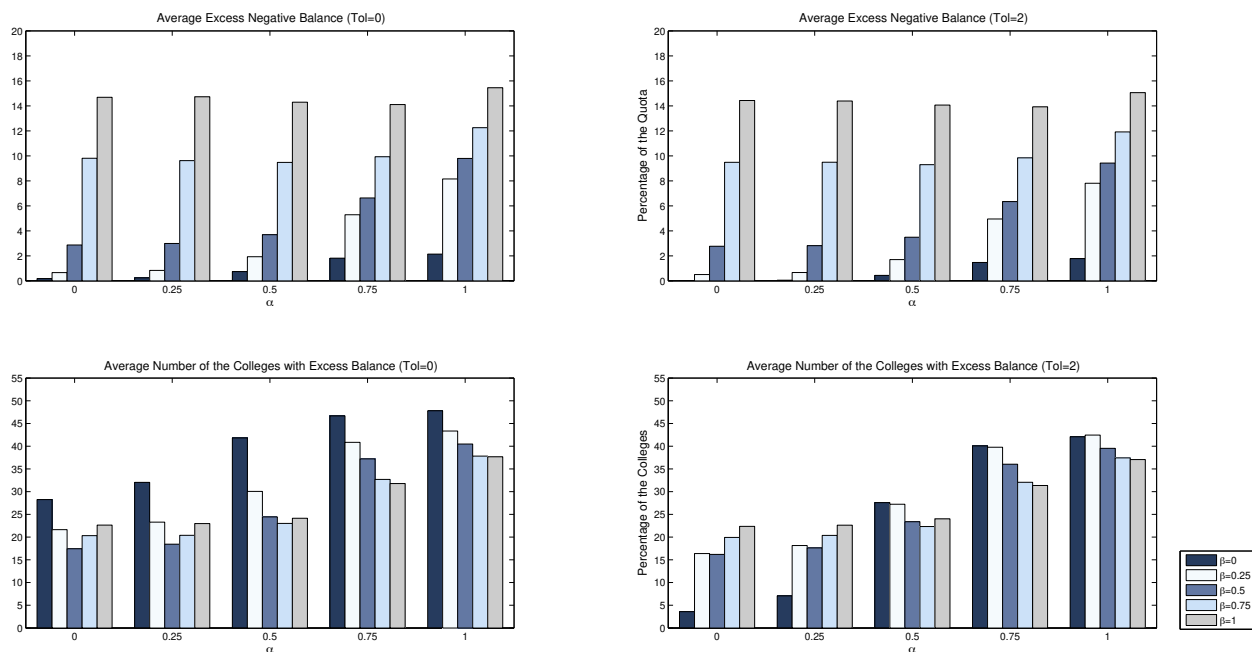 Average Excess Negative Balance (Tol=0)
20
18
16
14
12
10
8
6
4
2
0
0 0.25 0.5 0.75 1
α
Average Excess Negative Balance (Tol=2)
Percentage of the Quota
20
18
16
14
12
10
8
6
4
2
0
0 0.25 0.5 0.75 1
α
Average Number of the Colleges with Excess Balance (Tol=0)
55
50
45
40
35
30
25
20
15
10
5
0
0 0.25 0.5 0.75 1
α
Average Number of the Colleges with Excess Balance (Tol=2)
Percentage of the Colleges
55
50
45
40
35
30
25
20
15
10
5
0
0 0.25 0.5 0.75 1
α
β=0
β=0.25
β=0.5
β=0.75
β=1